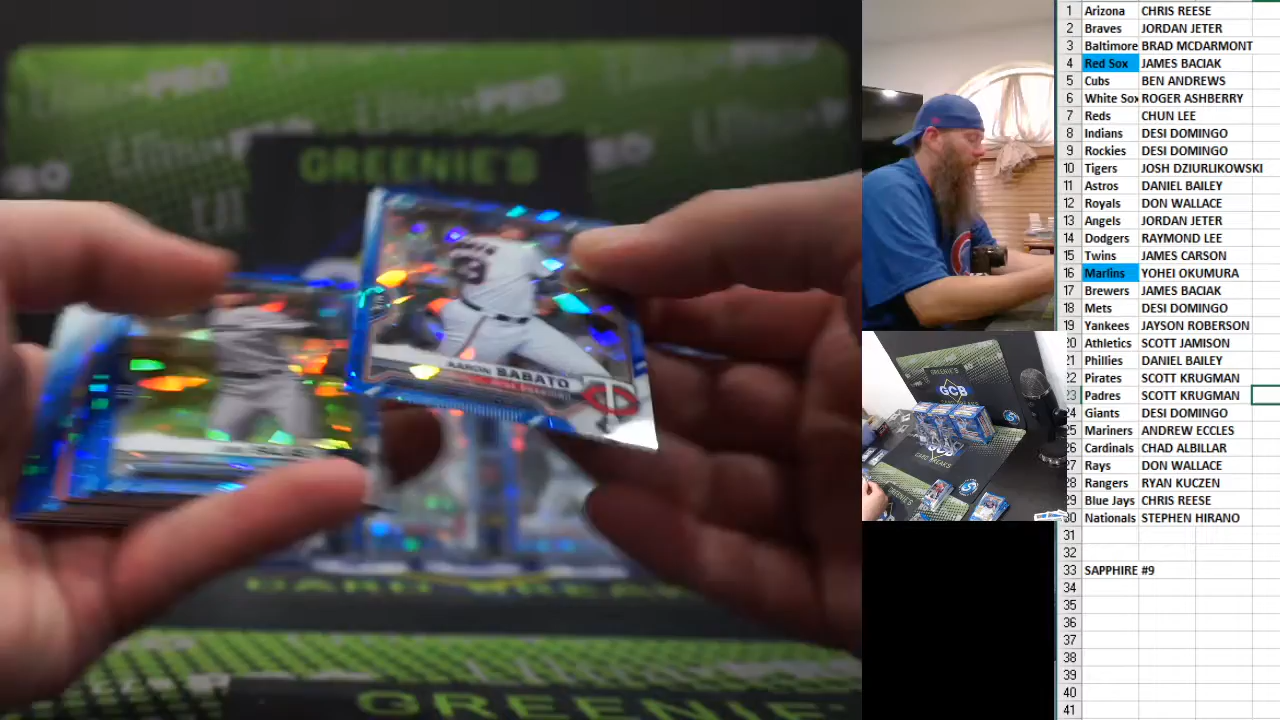 GREENIE'S
AARON SABATO
CARD BREAKS
GREENIE'S
GREENIE'S
GCB
CARD BREAKS
1 Arizona CHRIS REESE
2 Braves JORDAN JETER
3 Baltimore BRAD MCDARMONT
4 Red Sox JAMES BACIAK
5 Cubs BEN ANDREWS
6 White Sox ROGER ASHBERRY
7 Reds CHUN LEE
8 Indians DESI DOMINGO
9 Rockies DESI DOMINGO
10 Tigers JOSH DZIURLIKOWSKI
11 Astros DANIEL BAILEY
12 Royals DON WALLACE
13 Angels JORDAN JETER
14 Dodgers RAYMOND LEE
15 Twins JAMES CARSON
16 Marlins YOHEI OKUMURA
17 Brewers JAMES BACIAK
18 Mets DESI DOMINGO
19 Yankees JAYSON ROBERSON
20 Athletics SCOTT JAMISON
21 Phillies DANIEL BAILEY
22 Pirates SCOTT KRUGMAN
23 Padres SCOTT KRUGMAN
24 Giants DESI DOMINGO
25 Mariners ANDREW ECCLES
26 Cardinals CHAD ALBILLAR
27 Rays DON WALLACE
28 Rangers RYAN KUCZEN
29 Blue Jays CHRIS REESE
30 Nationals STEPHEN HIRANO
31
32
33 SAPPHIRE #9
34
35
36
37
38
39
40
41